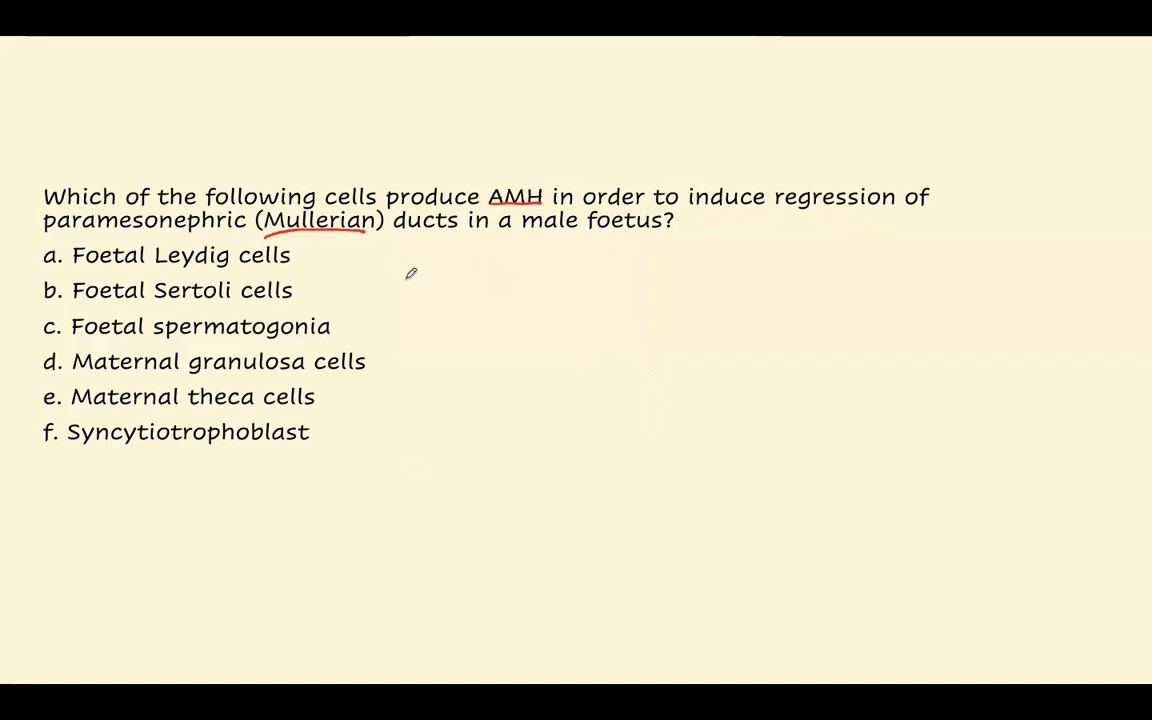 Which of the following cells produce AMH in order to induce regression of
paramesonephric (Mullerian) ducts in a male foetus?
a. Foetal Leydig cells
b. Foetal Sertoli cells
c. Foetal spermatogonia
d. Maternal granulosa cells
e. Maternal theca cells
f. Syncytiotrophoblast